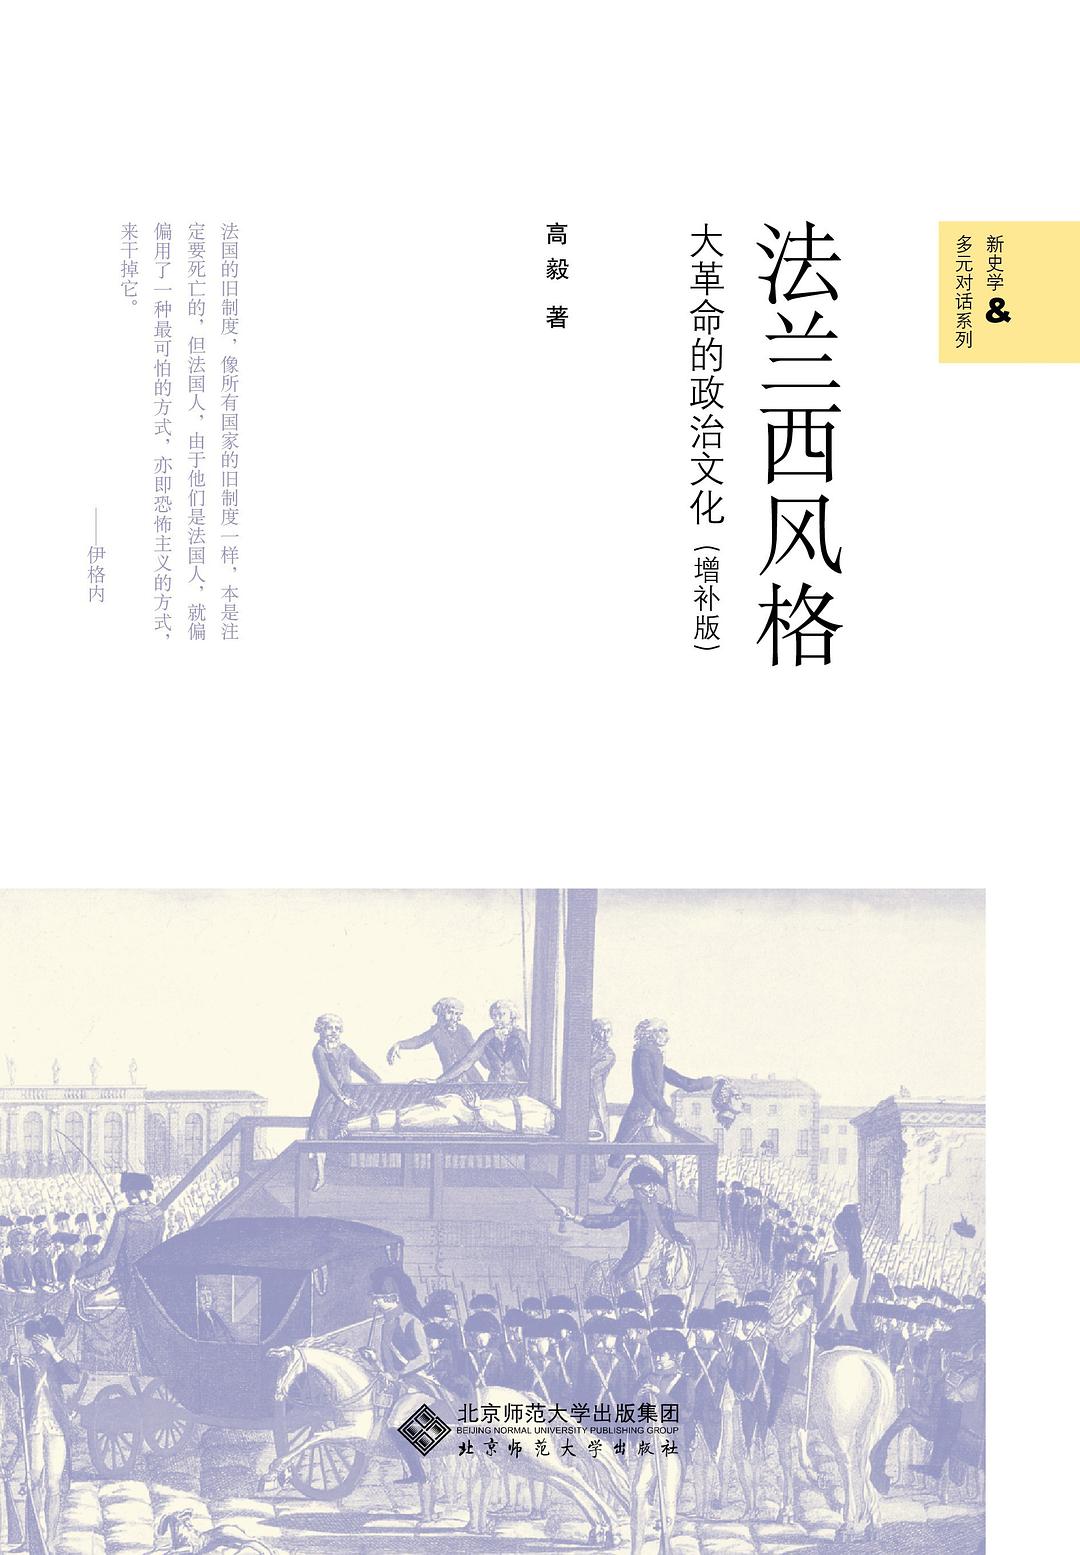 新史学&
多元对话系列
法兰西风格
大革命的政治文化（增补版）
高毅 著
法国的旧制度，像所有国家的旧制度一样，本是注
定要死亡的，但法国人，由于他们是法国人，就偏
偏用了一种最可怕的方式，亦即恐怖主义的方式，
来干掉它。
——伊格内
北京师范大学出版集团
BEIJING NORMAL UNIVERSITY PUBLISHING GROUP
北京师范大学出版社